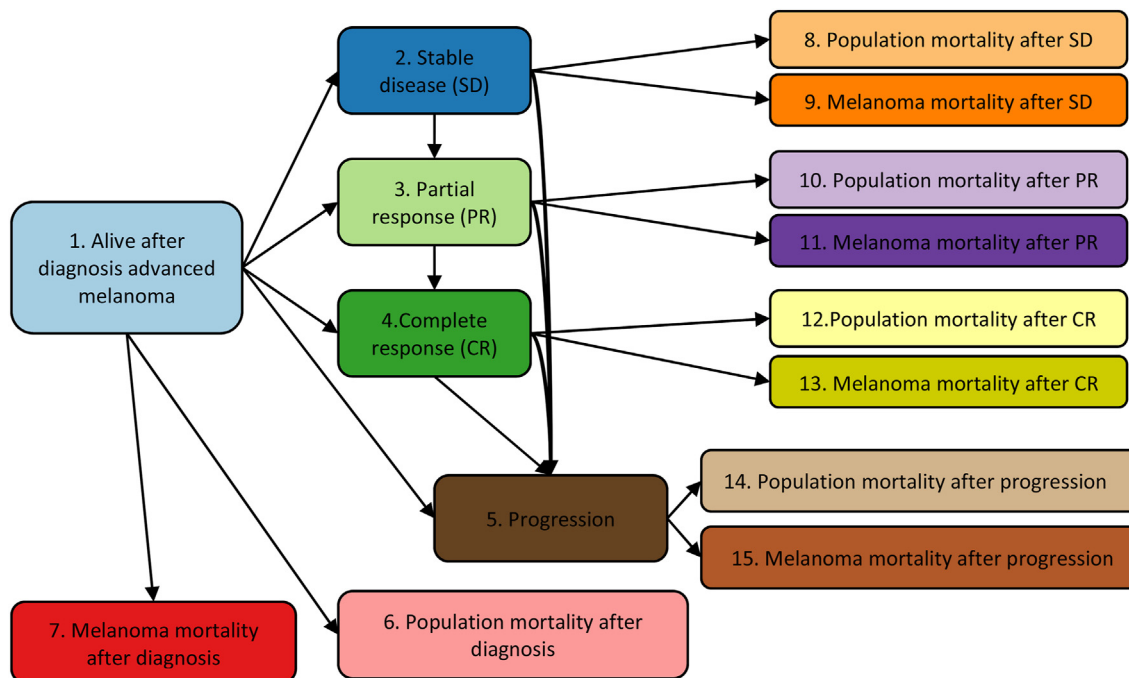 1. Alive after
diagnosis advanced
melanoma
2. Stable
disease (SD)
3. Partial
response (PR)
4.Complete
response (CR)
5. Progression
7. Melanoma mortality
after diagnosis
6. Population mortality after
diagnosis
8. Population mortality after SD
9. Melanoma mortality after SD
10. Population mortality after PR
11. Melanoma mortality after PR
12.Population mortality after CR
13. Melanoma mortality after CR
14. Population mortality after progression
15. Melanoma mortality after progression